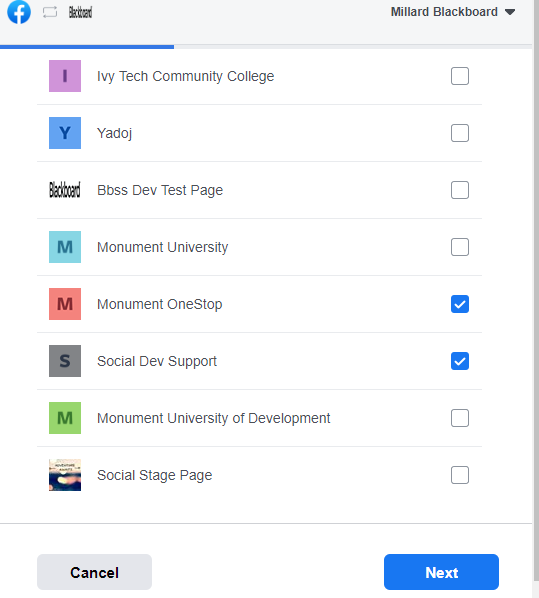 Blackboard
Millard Blackboard
I
Ivy Tech Community College
Y
Yadoj
Blackboard
Bbss Dev Test Page
M
Monument University
M
Monument OneStop
S
Social Dev Support
M
Monument University of Development
Social Stage Page
Cancel
Next